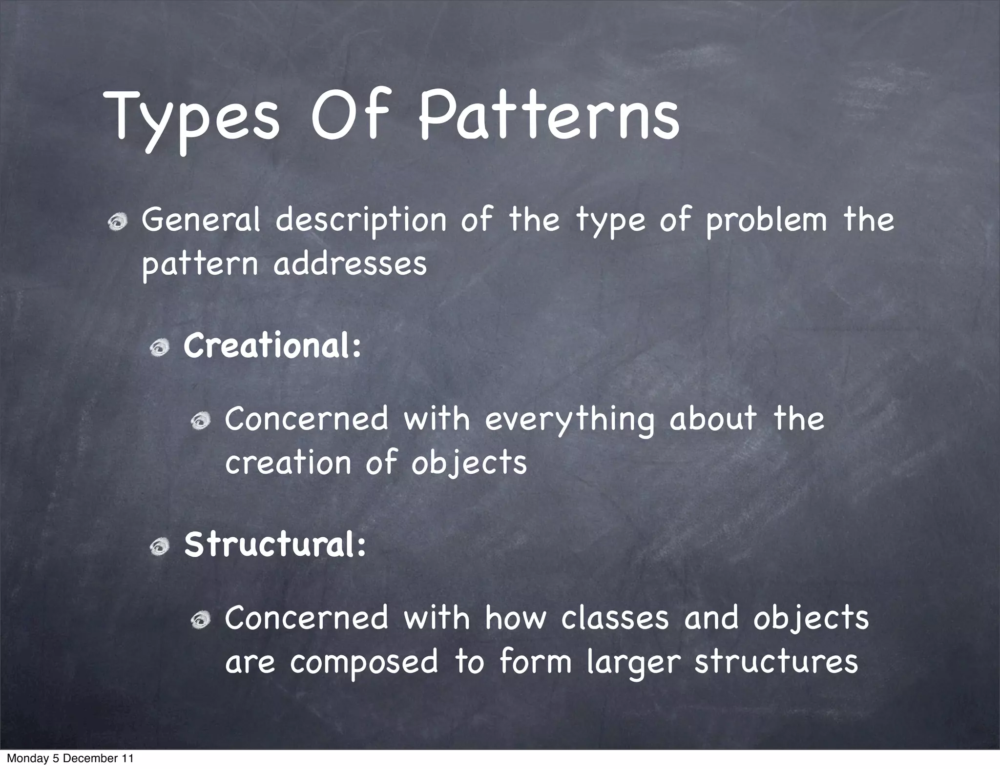 Types Of Patterns
General description of the type of problem the
pattern addresses
Creational:
Concerned with everything about the
creation of objects
Structural:
Concerned with how classes and objects
are composed to form larger structures
Monday 5 December 11